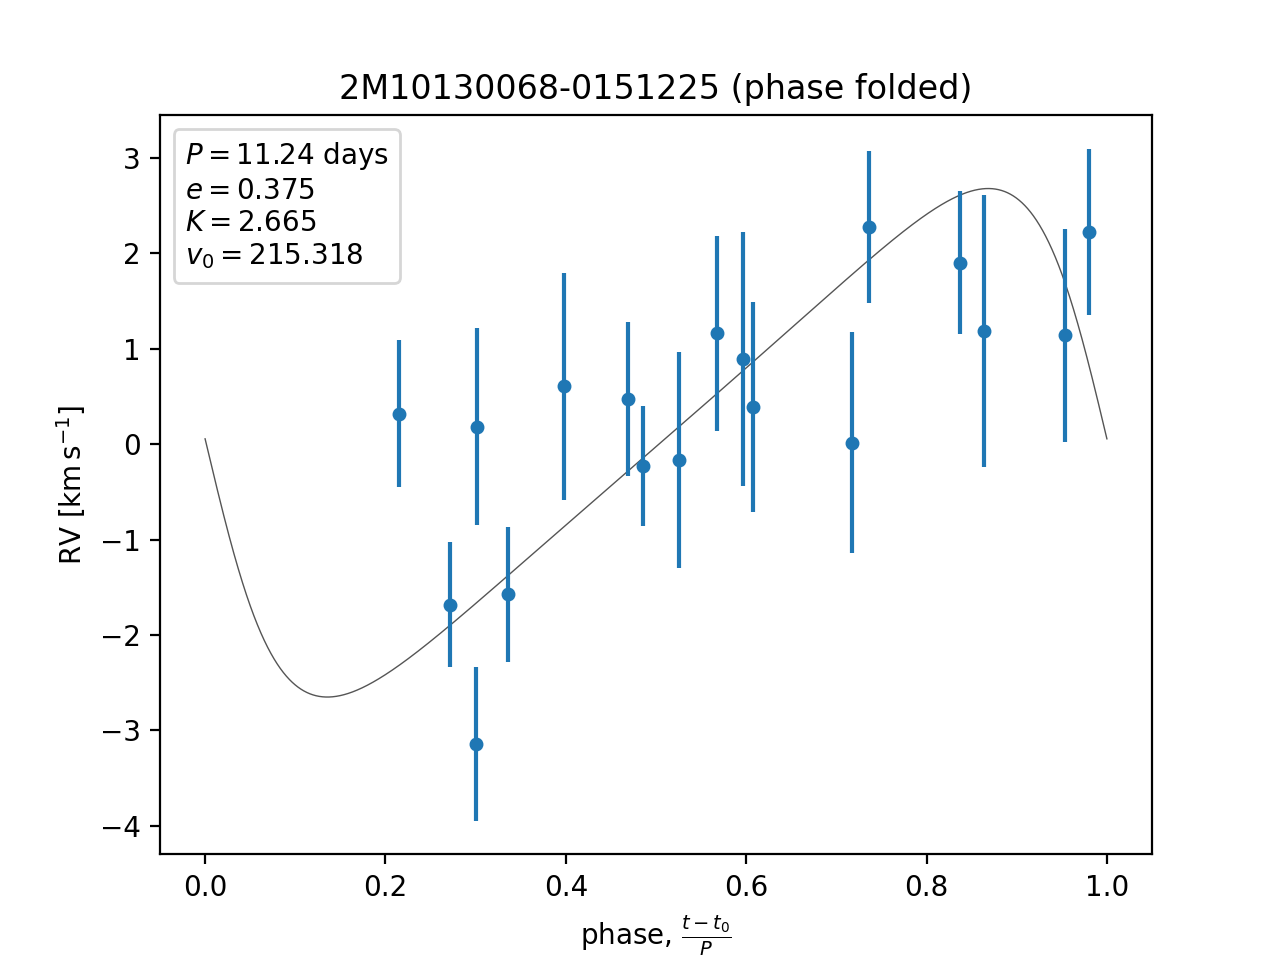 2M10130068-0151225 (phase folded)
P = 11.24 days
e = 0.375
K = 2.665
v₀ = 215.318
3
2
1
0
−1
−2
−3
−4
RV [km s⁻¹]
0.0 0.2 0.4 0.6 0.8 1.0
phase, (t − t₀)/P